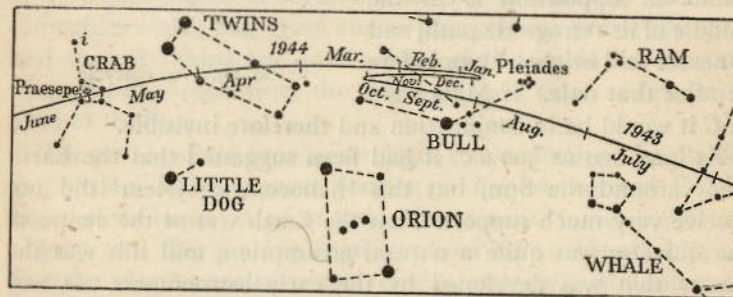 TWINS
1944
i
CRAB
Mar.
Feb.
Jan.
RAM
Praesepe
Apr
Nov.
Dec.
Pleiades
May
Oct.
Sept.
June
BULL
Aug.
1943
July
LITTLE
DOG
ORION
WHALE